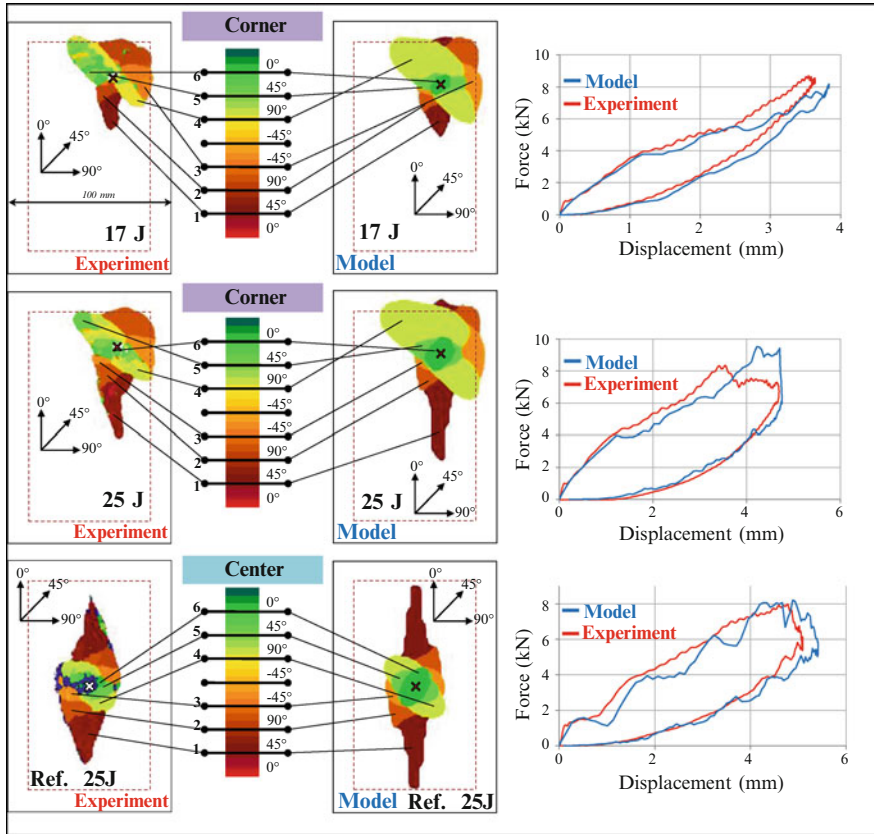 Corner
0°
45°
90°
-45°
-45°
90°
45°
0°
6
5
4
3
2
1
0°
45°
90°
100 mm
17 J
Experiment
0°
45°
90°
17 J
Model
Force (kN)
10
8
6
4
2
0
Model
Experiment
0 1 2 3 4
Displacement (mm)
Corner
0°
45°
90°
-45°
-45°
90°
45°
0°
6
5
4
3
2
1
0°
45°
90°
25 J
Experiment
0°
45°
90°
25 J
Model
Force (kN)
10
8
6
4
2
0
Model
Experiment
0 2 4 6
Displacement (mm)
Center
0°
45°
90°
-45°
-45°
90°
45°
0°
6
5
4
3
2
1
0°
45°
90°
Ref. 25J
Experiment
0°
45°
90°
Model Ref. 25J
Force (kN)
8
6
4
2
0
Model
Experiment
0 2 4 6
Displacement (mm)